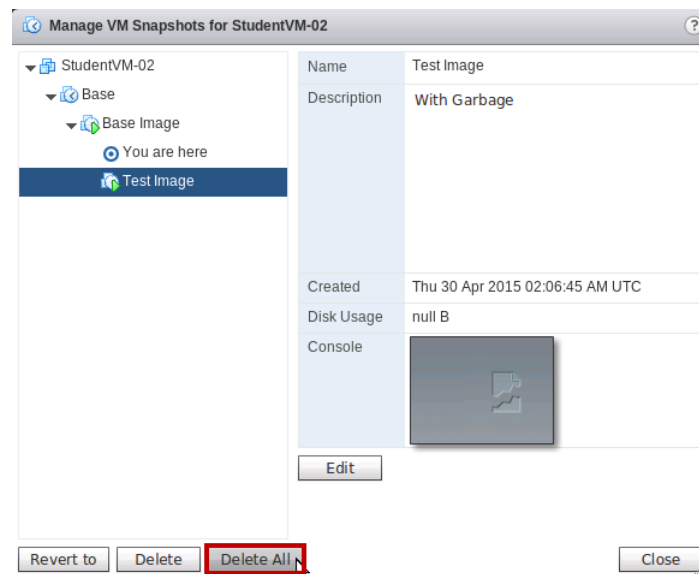 Manage VM Snapshots for StudentVM-02 ?
StudentVM-02
Base
Base Image
You are here
Test Image
Name Test Image
Description With Garbage
Created Thu 30 Apr 2015 02:06:45 AM UTC
Disk Usage null B
Console
Edit
Revert to Delete Delete All Close